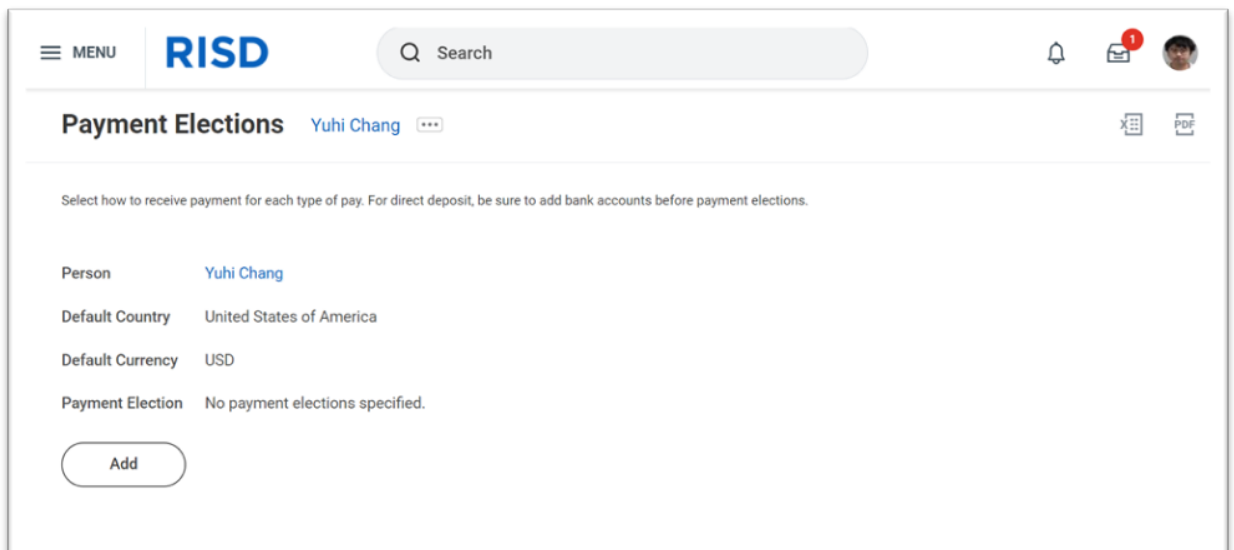 MENU RISD Search 1
Payment Elections Yuhi Chang X PDF
Select how to receive payment for each type of pay. For direct deposit, be sure to add bank accounts before payment elections.
Person Yuhi Chang
Default Country United States of America
Default Currency USD
Payment Election No payment elections specified.
Add